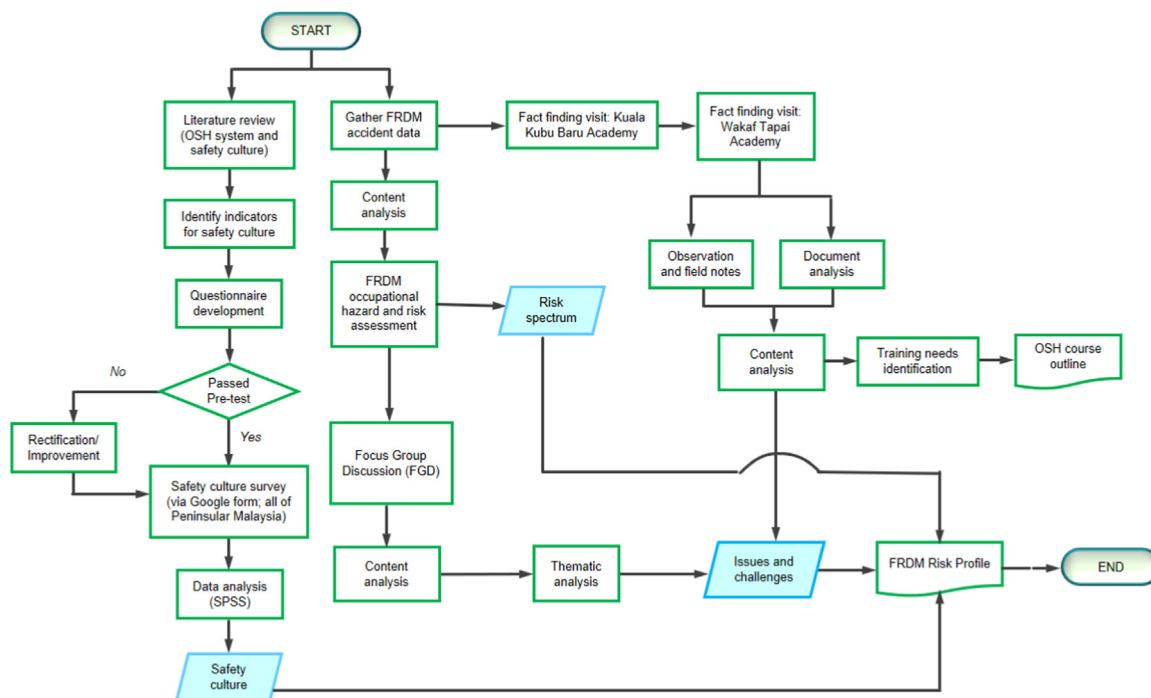 START
Literature review
(OSH system and
safety culture)
Gather FRDM
accident data
Fact finding visit: Kuala
Kubu Baru Academy
Fact finding visit:
Wakaf Tapai
Academy
Identify indicators
for safety culture
Content
analysis
Observation
and field notes
Document
analysis
Questionnaire
development
FRDM
occupational
hazard and risk
assessment
Risk
spectrum
Content
analysis
Training needs
identification
OSH course
outline
No
Passed
Pre-test
Yes
Rectification/
Improvement
Focus Group
Discussion (FGD)
Safety culture survey
(via Google form; all of
Peninsular Malaysia)
Content
analysis
Thematic
analysis
Issues and
challenges
FRDM Risk Profile
END
Data analysis
(SPSS)
Safety
culture